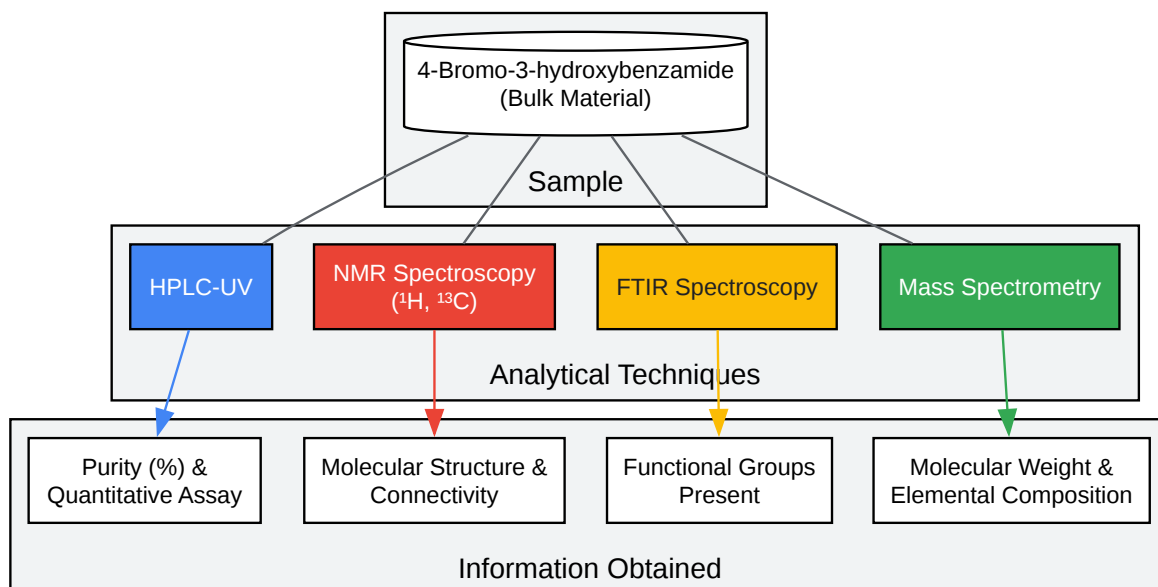 4-Bromo-3-hydroxybenzamide
(Bulk Material)
Sample
HPLC-UV
NMR Spectroscopy
(¹H, ¹³C)
FTIR Spectroscopy
Mass Spectrometry
Analytical Techniques
Purity (%) &
Quantitative Assay
Molecular Structure &
Connectivity
Functional Groups
Present
Molecular Weight &
Elemental Composition
Information Obtained